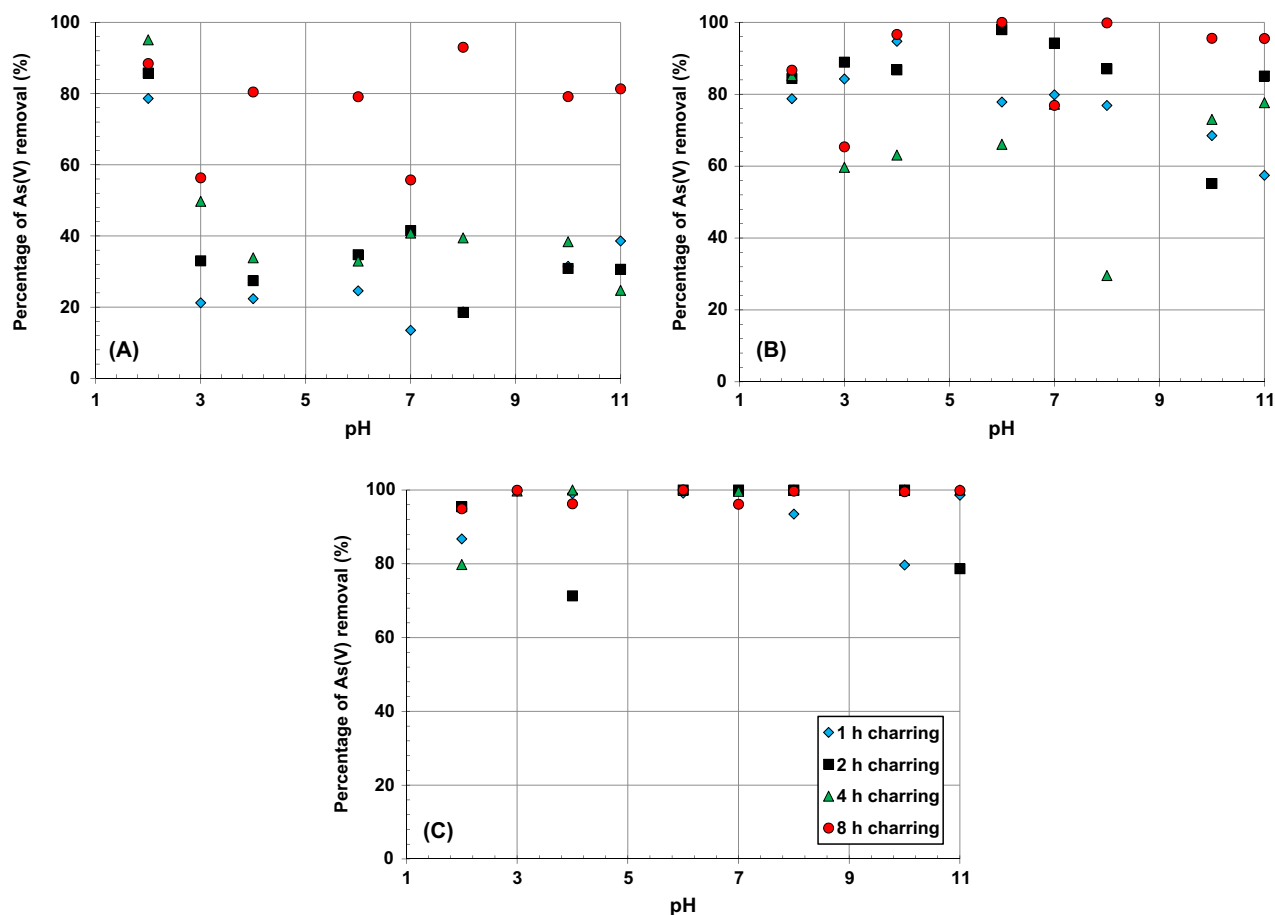 Percentage of As(V) removal (%)
100
80
60
40
20
0
(A)
1
3
5
7
9
11
pH
Percentage of As(V) removal (%)
100
80
60
40
20
0
(B)
1
3
5
7
9
11
pH
Percentage of As(V) removal (%)
100
80
60
40
20
0
(C)
1 h charring
2 h charring
4 h charring
8 h charring
1
3
5
7
9
11
pH